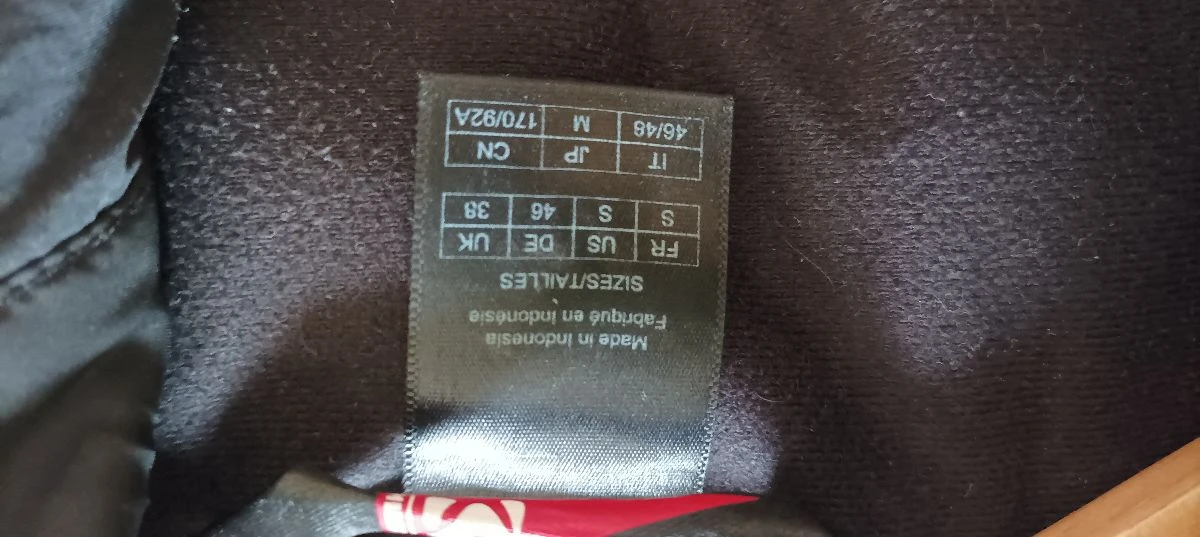 Made in Indonesia
Fabriqué en Indonésie
SIZES/TAILLES
FR US DE UK
S S 46 38
IT JP CN
46/48 M 170/92A